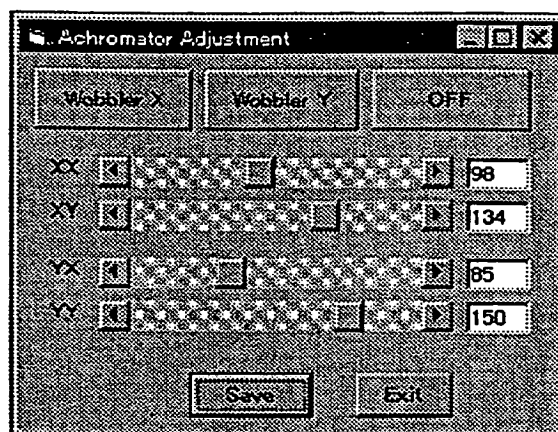 Achromator Adjustment
Wobbler X Wobbler Y OFF
XX 98
XY 134
YX 85
YY 150
Save Exit